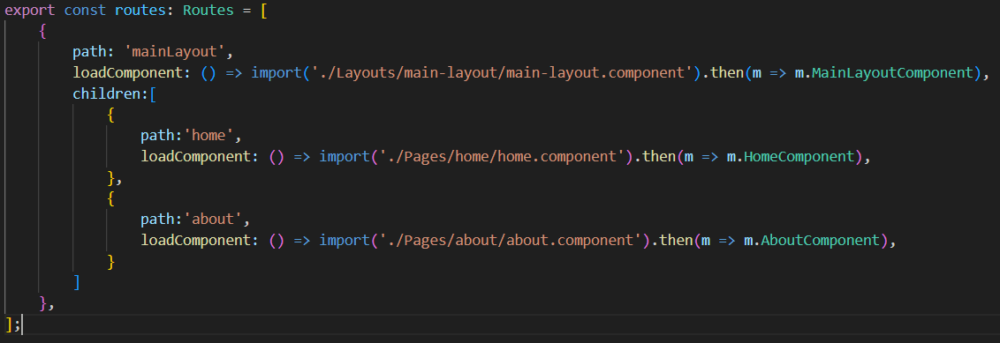 export const routes: Routes = [
    {
        path: 'mainLayout',
        loadComponent: () => import('./Layouts/main-layout/main-layout.component').then(m => m.MainLayoutComponent),
        children:[
            {
                path:'home',
                loadComponent: () => import('./Pages/home/home.component').then(m => m.HomeComponent),
            },
            {
                path:'about',
                loadComponent: () => import('./Pages/about/about.component').then(m => m.AboutComponent),
            }
        ]
    },
];